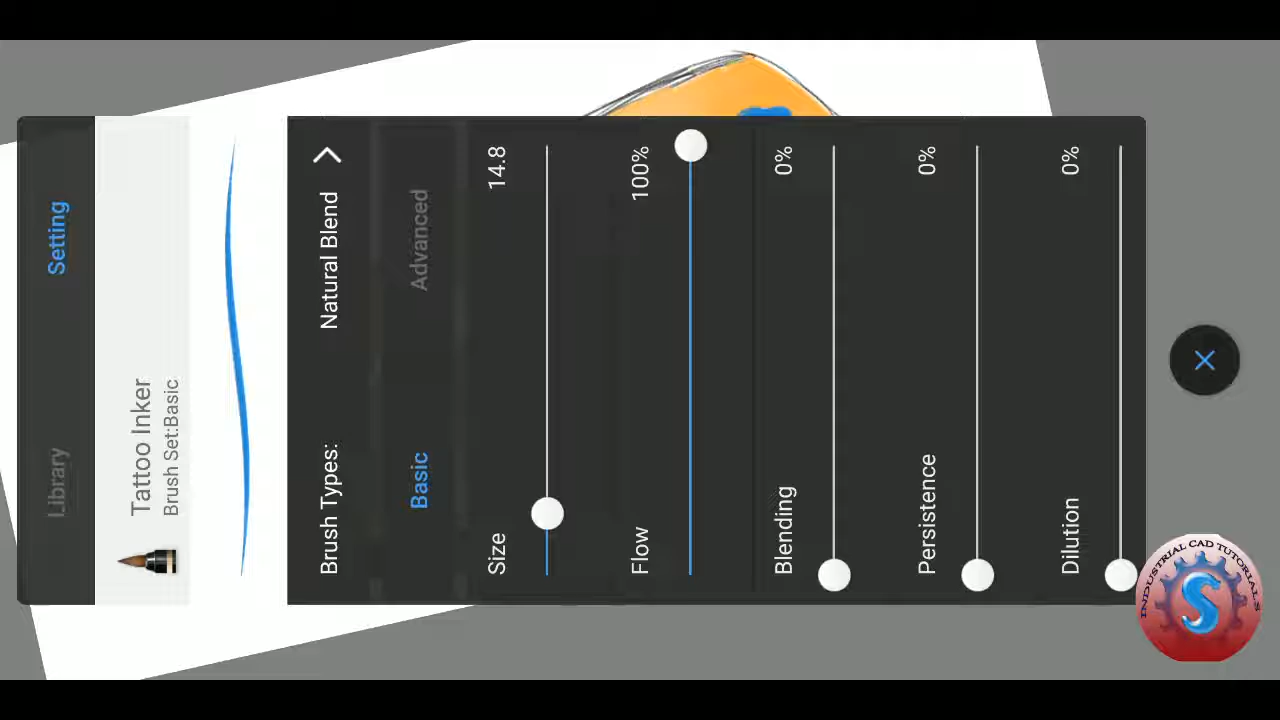 Library
Setting
Tattoo Inker
Brush Set:Basic
Brush Types:
Natural Blend
Basic
Advanced
Size
14.8
Flow
100%
Blending
0%
Persistence
0%
Dilution
0%
INDUSTRIAL CAD TUTORIALS
S